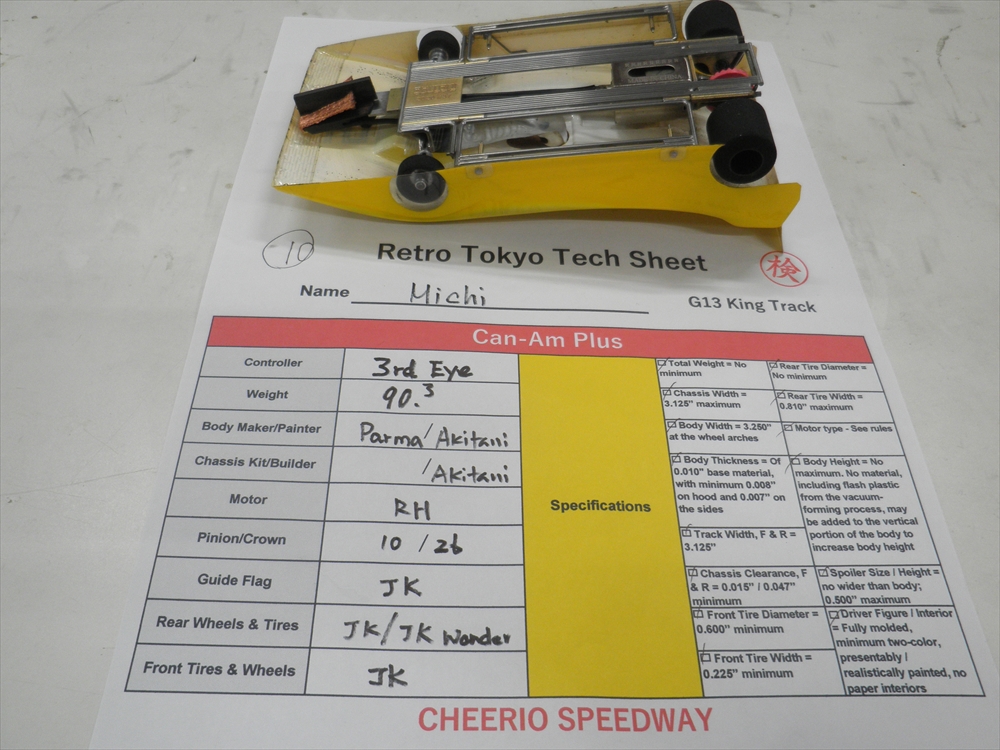 -10
Retro Tokyo Tech Sheet
検
Name Michi
G13 King Track
Can-Am Plus
Controller 3rd Eye
Weight 90.3
Body Maker/Painter Parma/Akitani
Chassis Kit/Builder /Akitani
Motor RH
Pinion/Crown 10/26
Guide Flag JK
Rear Wheels & Tires JK/JK Wonder
Front Tires & Wheels JK
Specifications
Total Weight = No
minimum
Chassis Width =
3.125" maximum
Body Width = 3.250"
at the wheel arches
Body Thickness = Of
0.010" base material,
with minimum 0.008"
on hood and 0.007" on
the sides
Track Width, F & R =
3.125"
Chassis Clearance, F
& R = 0.015" / 0.047"
minimum
Front Tire Diameter =
0.600" minimum
Front Tire Width =
0.225" minimum
Rear Tire Diameter =
No minimum
Rear Tire Width =
0.810" maximum
Motor type - See rules
Body Height = No
maximum. No material,
including flash plastic
from the vacuum-
forming process, may
be added to the vertical
portion of the body to
increase body height
Spoiler Size / Height =
no wider than body;
0.500" maximum
Driver Figure / Interior
= Fully molded,
minimum two-color,
presentably /
realistically painted, no
paper interiors
CHEERIO SPEEDWAY